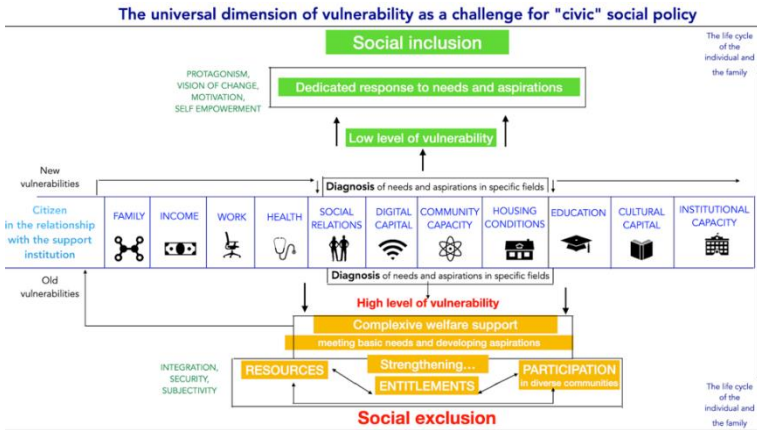 The universal dimension of vulnerability as a challenge for "civic" social policy
Social inclusion
The life cycle
of the
individual and
the family
PROTAGONISM,
VISION OF CHANGE,
MOTIVATION,
SELF EMPOWERMENT
Dedicated response to needs and aspirations
Low level of vulnerability
New
vulnerabilities
Diagnosis of needs and aspirations in specific fields
Citizen
in the relationship
with the support
institution
FAMILY
INCOME
WORK
HEALTH
SOCIAL
RELATIONS
DIGITAL
CAPITAL
COMMUNITY
CAPACITY
HOUSING
CONDITIONS
EDUCATION
CULTURAL
CAPITAL
INSTITUTIONAL
CAPACITY
Diagnosis of needs and aspirations in specific fields
Old
vulnerabilities
High level of vulnerability
Complexive welfare support
meeting basic needs and developing aspirations
INTEGRATION,
SECURITY,
SUBJECTIVITY
RESOURCES
Strengthening...
ENTITLEMENTS
PARTICIPATION
in diverse communities
Social exclusion
The life cycle
of the
individual and
the family